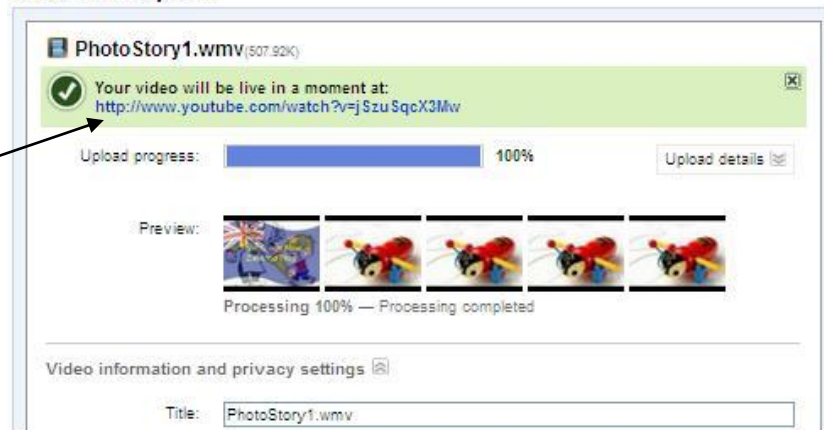 PhotoStory1.wmv(507.92K)
Your video will be live in a moment at:
http://www.youtube.com/watch?v=jSzuSqcX3Mw
Upload progress: 100% Upload details
Preview:
Processing 100% — Processing completed
Video information and privacy settings
Title: PhotoStory1.wmv